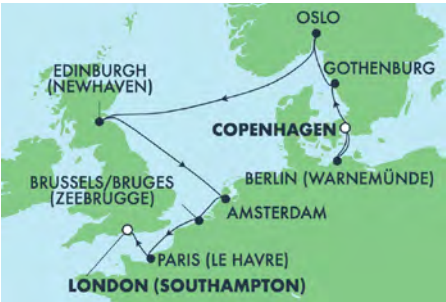 OSLO
GOTHENBURG
EDINBURGH
(NEWHAVEN)
COPENHAGEN
BERLIN (WARNEMÜNDE)
BRUSSELS/BRUGES
(ZEEBRUGGE)
AMSTERDAM
PARIS (LE HAVRE)
LONDON (SOUTHAMPTON)